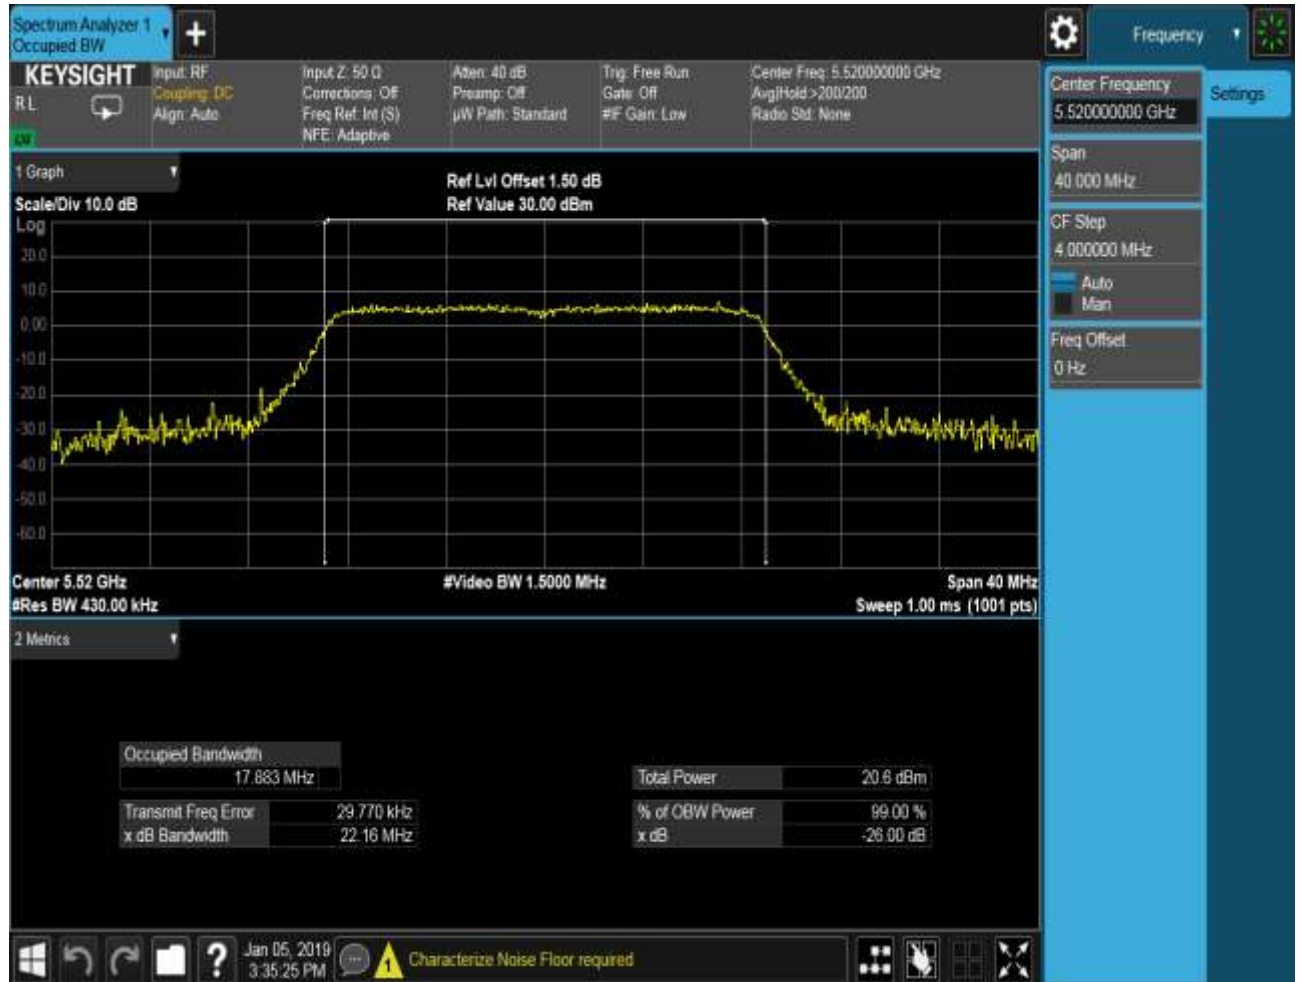 Spectrum Analyzer 1
Occupied BW
Frequency
KEYSIGHT
RL
Input: RF
Coupling: DC
Align: Auto
Input Z: 50 Ω
Corrections: Off
Freq Ref: Int (S)
NFE: Adaptive
Atten: 40 dB
Preamp: Off
µW Path: Standard
Trig: Free Run
Gate: Off
#IF Gain: Low
Center Freq: 5.520000000 GHz
Avg|Hold:>200/200
Radio Std: None
Center Frequency
5.520000000 GHz
Settings
Span
40.000 MHz
CF Step
4.000000 MHz
Auto
Man
Freq Offset
0 Hz
1 Graph
Scale/Div 10.0 dB
Ref Lvl Offset 1.50 dB
Ref Value 30.00 dBm
Log
20.0
10.0
0.00
-10.0
-20.0
-30.0
-40.0
-50.0
-60.0
Center 5.52 GHz
#Video BW 1.5000 MHz
Span 40 MHz
#Res BW 430.00 kHz
Sweep 1.00 ms (1001 pts)
2 Metrics
Occupied Bandwidth
17.883 MHz
Transmit Freq Error 29.770 kHz
x dB Bandwidth 22.16 MHz
Total Power 20.6 dBm
% of OBW Power 99.00 %
x dB -26.00 dB
?
Jan 05, 2019
3:35:25 PM
1
Characterize Noise Floor required